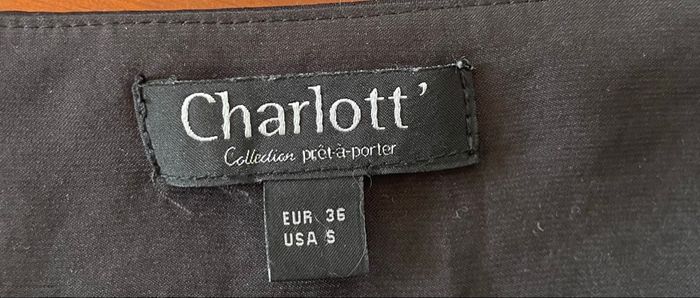 Charlott'
Collection prêt-à-porter
EUR 36
USA S